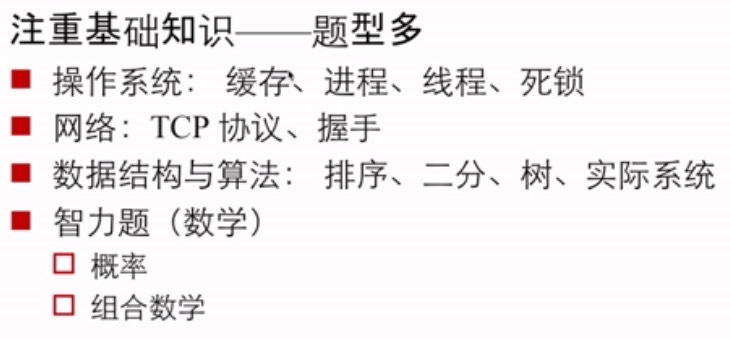 注重基础知识——题型多
操作系统： 缓存、进程、线程、死锁
网络：TCP 协议、握手
数据结构与算法： 排序、二分、树、实际系统
智力题（数学）
概率
组合数学